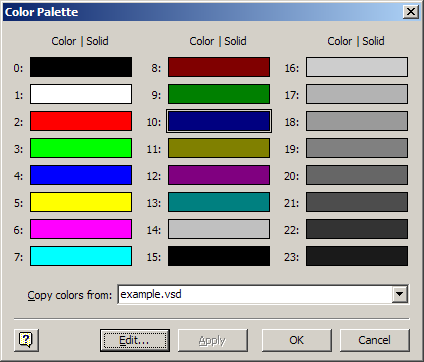 Color Palette
Color | Solid Color | Solid Color | Solid
0: 8: 16:
1: 9: 17:
2: 10: 18:
3: 11: 19:
4: 12: 20:
5: 13: 21:
6: 14: 22:
7: 15: 23:
Copy colors from: example.vsd
? Edit... Apply OK Cancel